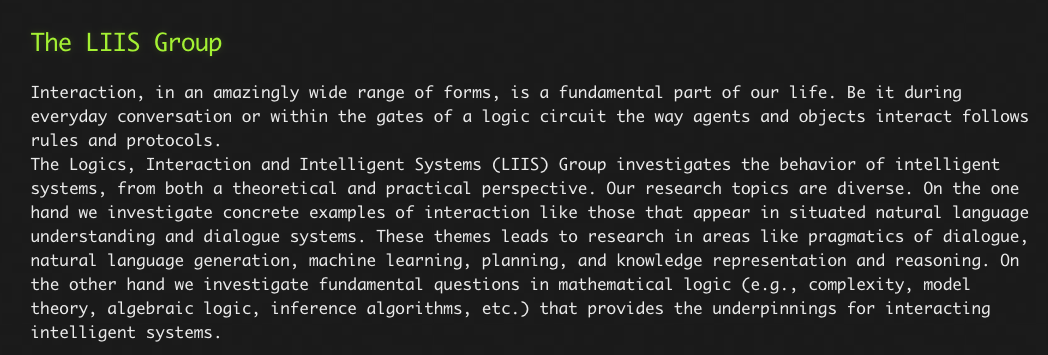 The LIIS Group
Interaction, in an amazingly wide range of forms, is a fundamental part of our life. Be it during
everyday conversation or within the gates of a logic circuit the way agents and objects interact follows
rules and protocols.
The Logics, Interaction and Intelligent Systems (LIIS) Group investigates the behavior of intelligent
systems, from both a theoretical and practical perspective. Our research topics are diverse. On the one
hand we investigate concrete examples of interaction like those that appear in situated natural language
understanding and dialogue systems. These themes leads to research in areas like pragmatics of dialogue,
natural language generation, machine learning, planning, and knowledge representation and reasoning. On
the other hand we investigate fundamental questions in mathematical logic (e.g., complexity, model
theory, algebraic logic, inference algorithms, etc.) that provides the underpinnings for interacting
intelligent systems.